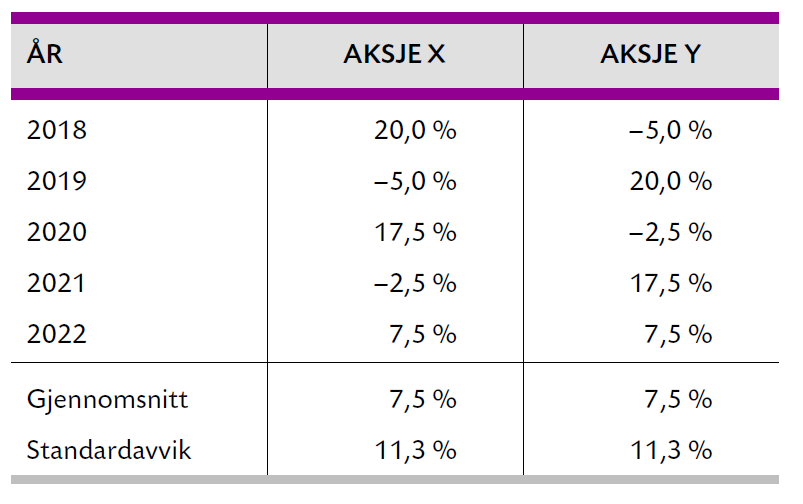 ÅR AKSJE X AKSJE Y
2018 20,0 % –5,0 %
2019 –5,0 % 20,0 %
2020 17,5 % –2,5 %
2021 –2,5 % 17,5 %
2022 7,5 % 7,5 %
Gjennomsnitt 7,5 % 7,5 %
Standardavvik 11,3 % 11,3 %